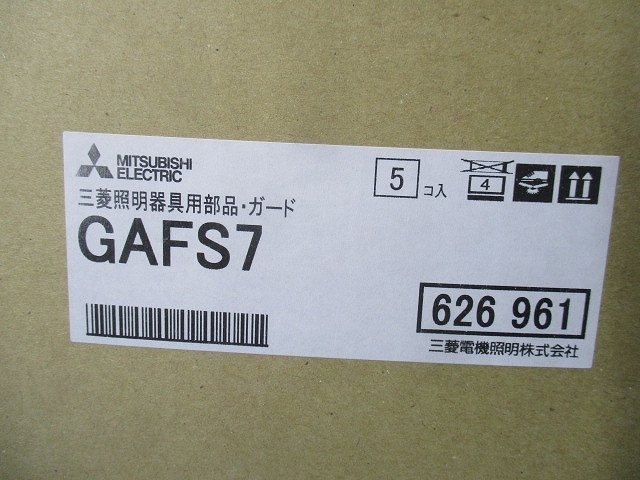 MITSUBISHI
ELECTRIC
5 コ入
4
三菱照明器具用部品・ガード
GAFS7
626 961
三菱電機照明株式会社